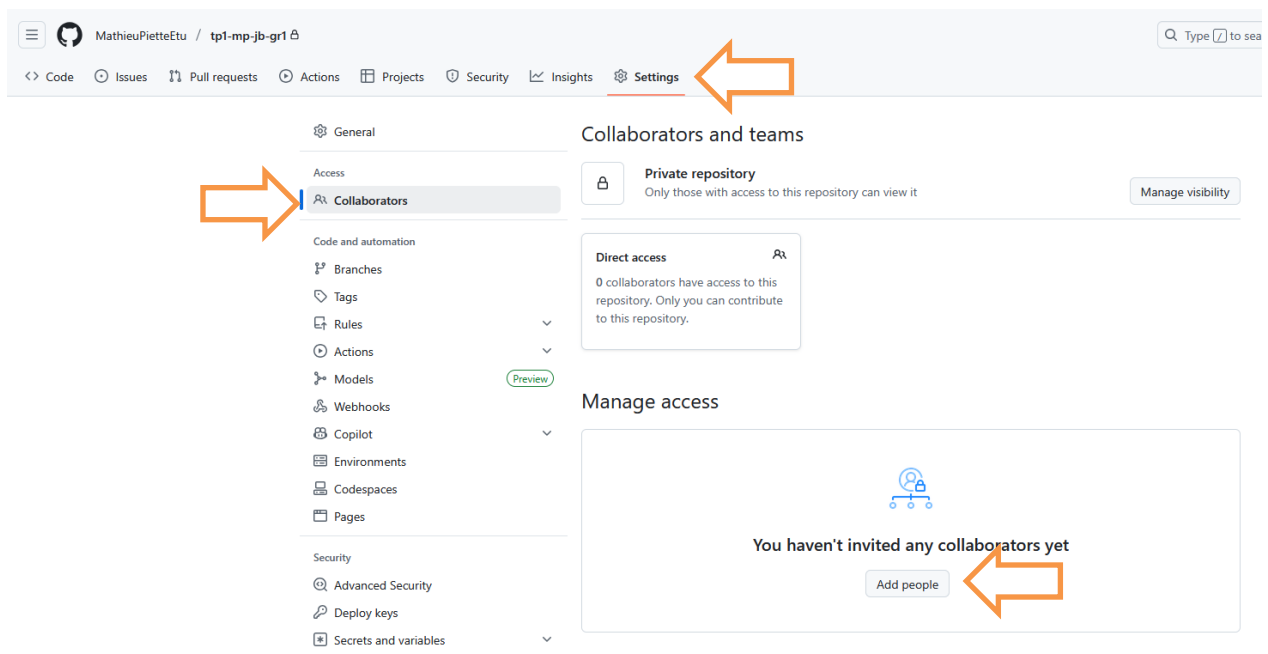 MathieuPietteEtu / tp1-mp-jb-gr1
Type / to sea
Code Issues Pull requests Actions Projects Security Insights Settings
General
Access
Collaborators
Code and automation
Branches
Tags
Rules
Actions
Models Preview
Webhooks
Copilot
Environments
Codespaces
Pages
Security
Advanced Security
Deploy keys
Secrets and variables
Collaborators and teams
Private repository
Only those with access to this repository can view it
Manage visibility
Direct access
0 collaborators have access to this
repository. Only you can contribute
to this repository.
Manage access
You haven't invited any collaborators yet
Add people